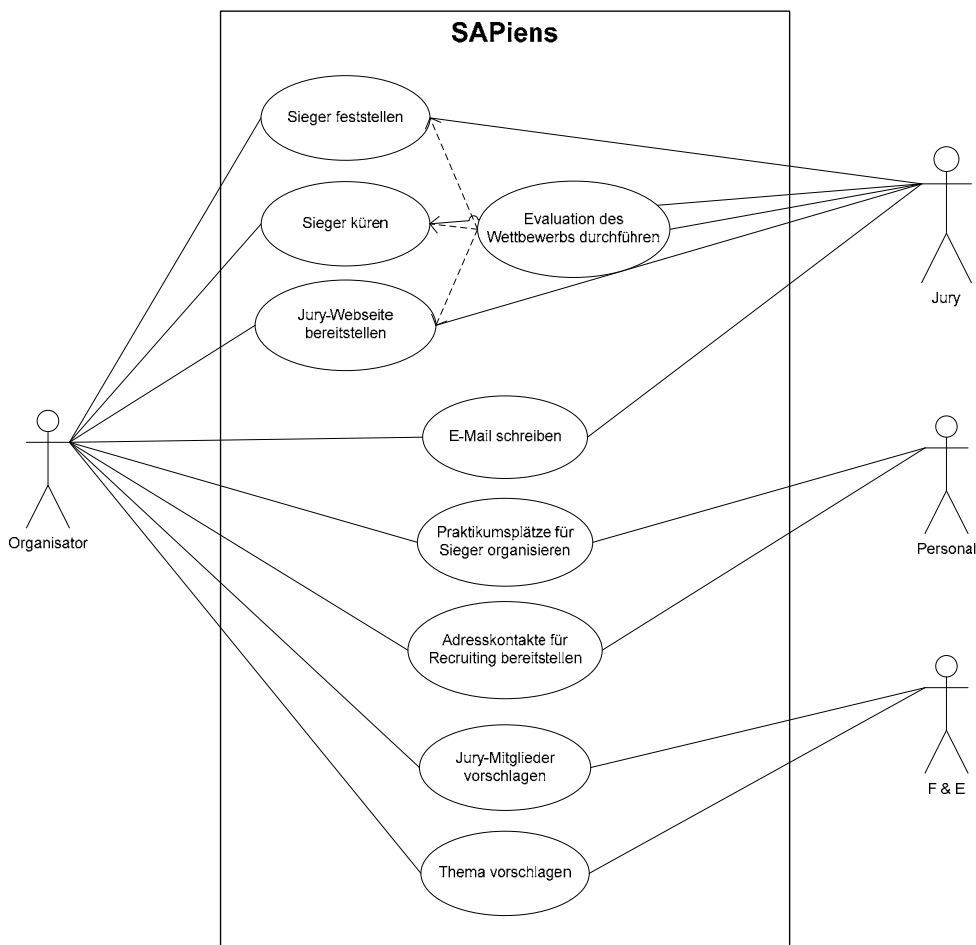 SAPiens
Sieger feststellen
Sieger küren
Evaluation des
Wettbewerbs durchführen
Jury-Webseite
bereitstellen
Jury
E-Mail schreiben
Organisator
Praktikumsplätze für
Sieger organisieren
Personal
Adresskontakte für
Recruiting bereitstellen
Jury-Mitglieder
vorschlagen
F & E
Thema vorschlagen